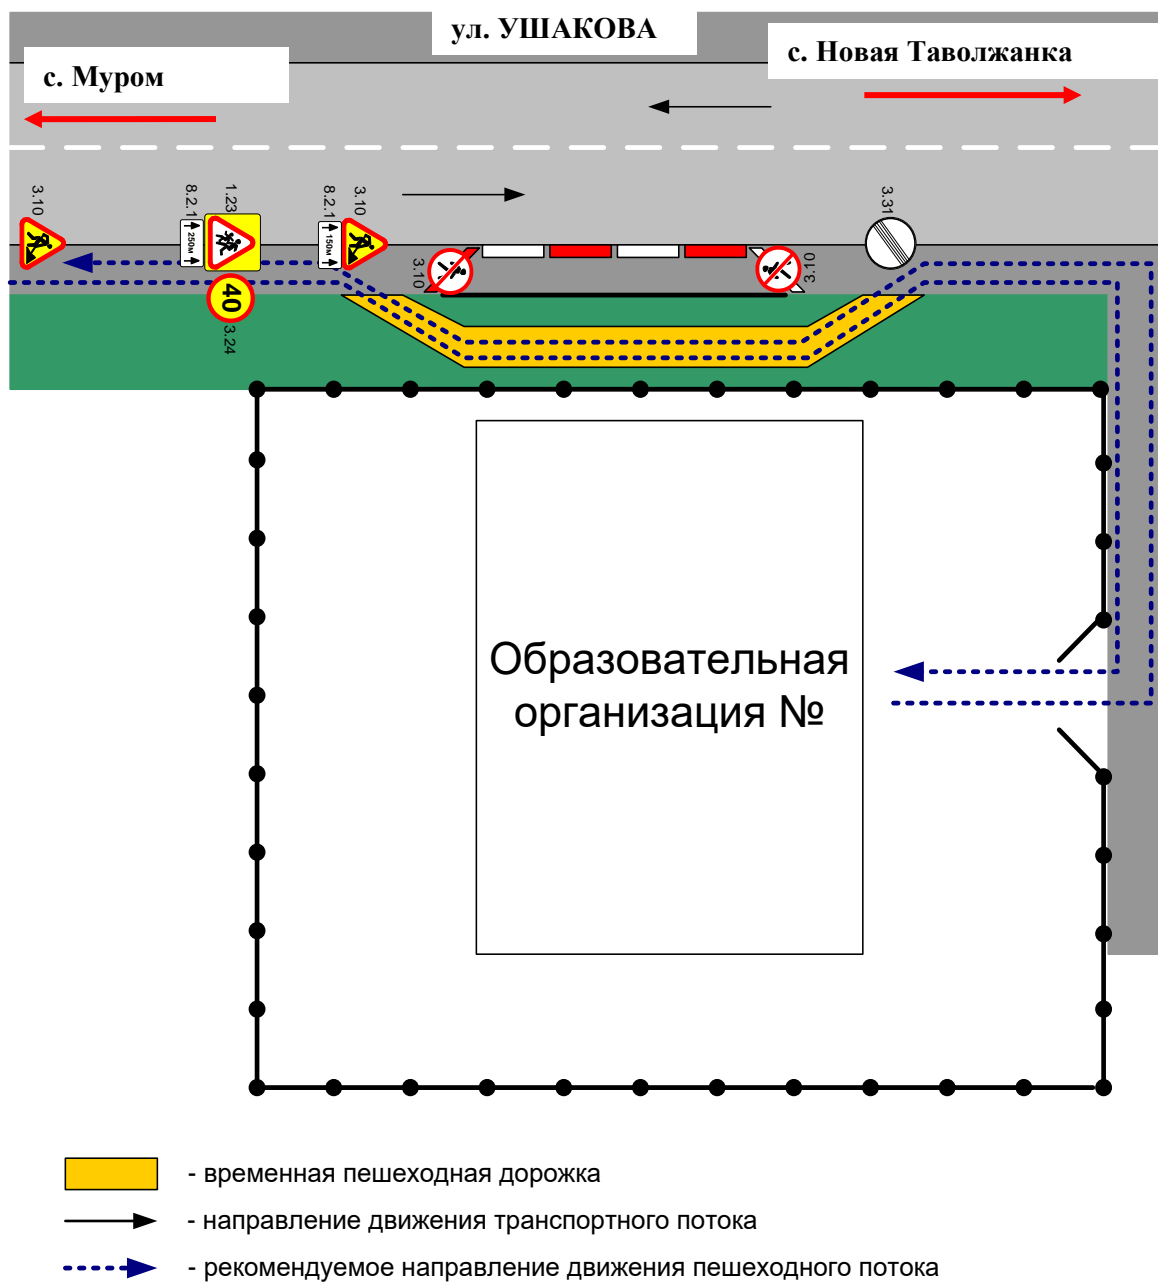 ул. УШАКОВА
с. Муром
с. Новая Таволжанка
3.10
8.2.1
250м
1.23
40
3.24
8.2.1
150м
3.10
3.10
3.10
3.31
Образовательная
организация №
- временная пешеходная дорожка
- направление движения транспортного потока
- рекомендуемое направление движения пешеходного потока